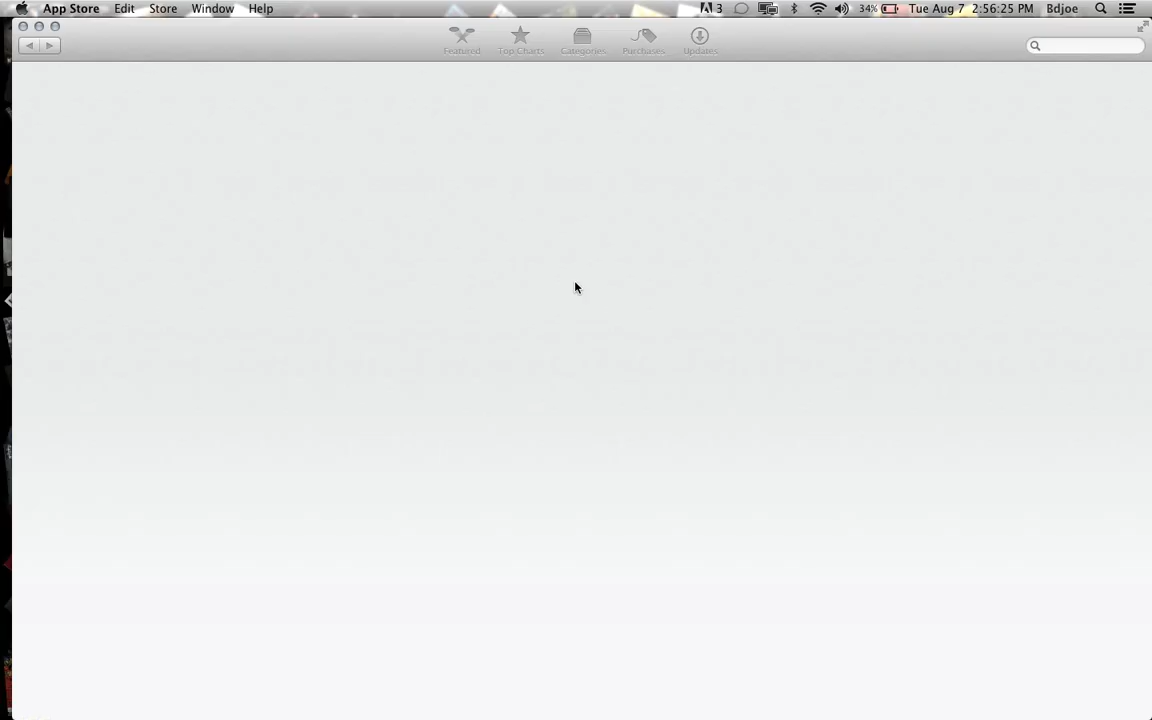 App Store Edit Store Window Help 3 34% Tue Aug 7 2:56:25 PM Bdjoe
Featured Top Charts Categories Purchases Updates